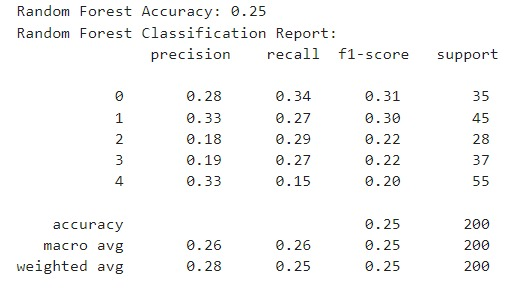 Random Forest Accuracy: 0.25
Random Forest Classification Report:
precision recall f1-score support
0 0.28 0.34 0.31 35
1 0.33 0.27 0.30 45
2 0.18 0.29 0.22 28
3 0.19 0.27 0.22 37
4 0.33 0.15 0.20 55
accuracy 0.25 200
macro avg 0.26 0.26 0.25 200
weighted avg 0.28 0.25 0.25 200